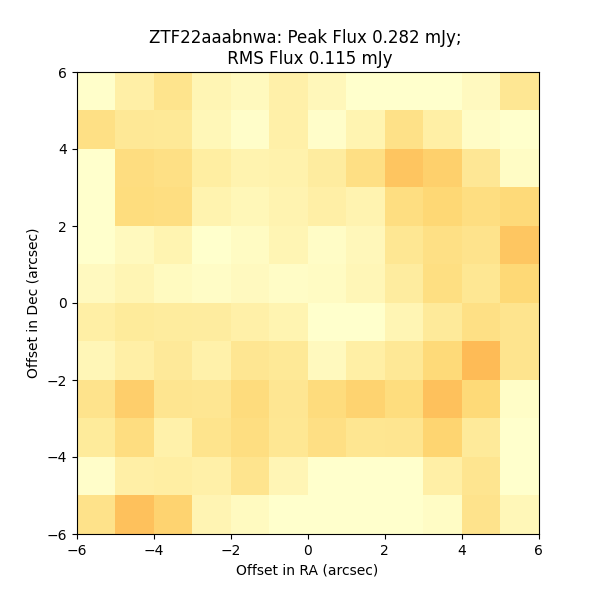 ZTF22aaabnwa: Peak Flux 0.282 mJy;
RMS Flux 0.115 mJy
6
4
2
0
−2
−4
−6
Offset in Dec (arcsec)
−6 −4 −2 0 2 4 6
Offset in RA (arcsec)